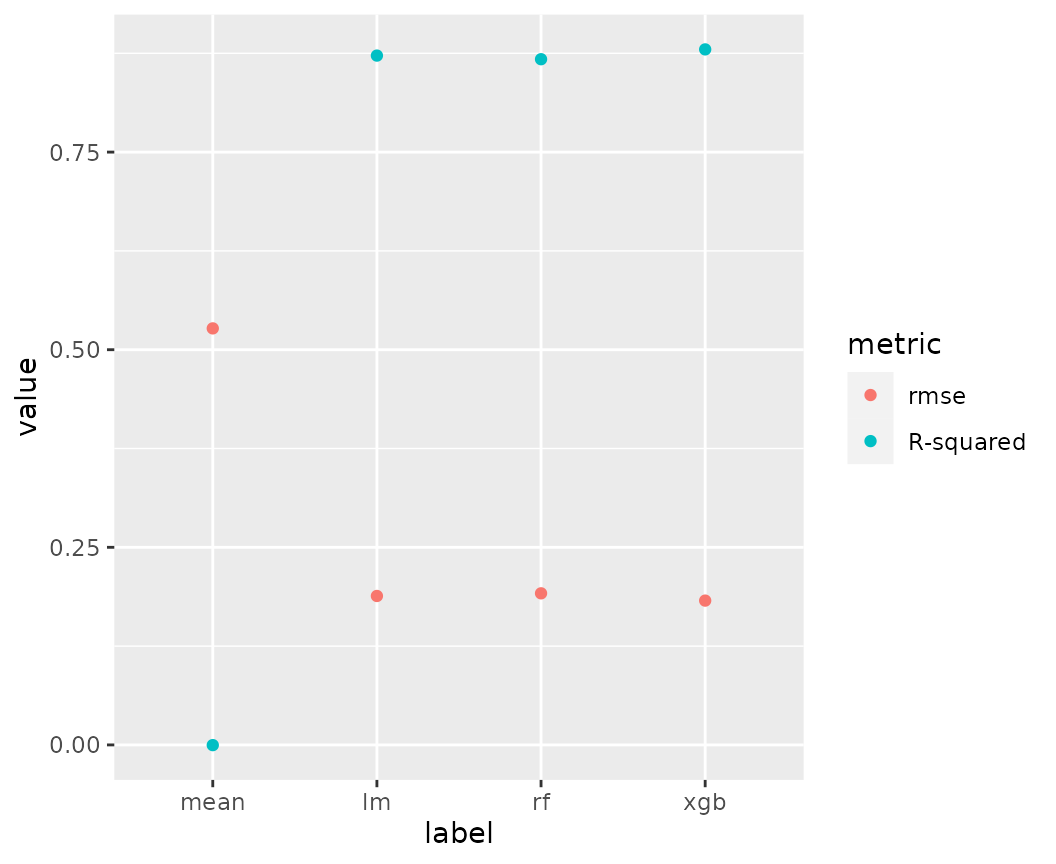 0.75
0.50
0.25
0.00
value
mean
lm
rf
xgb
label
metric
rmse
R-squared